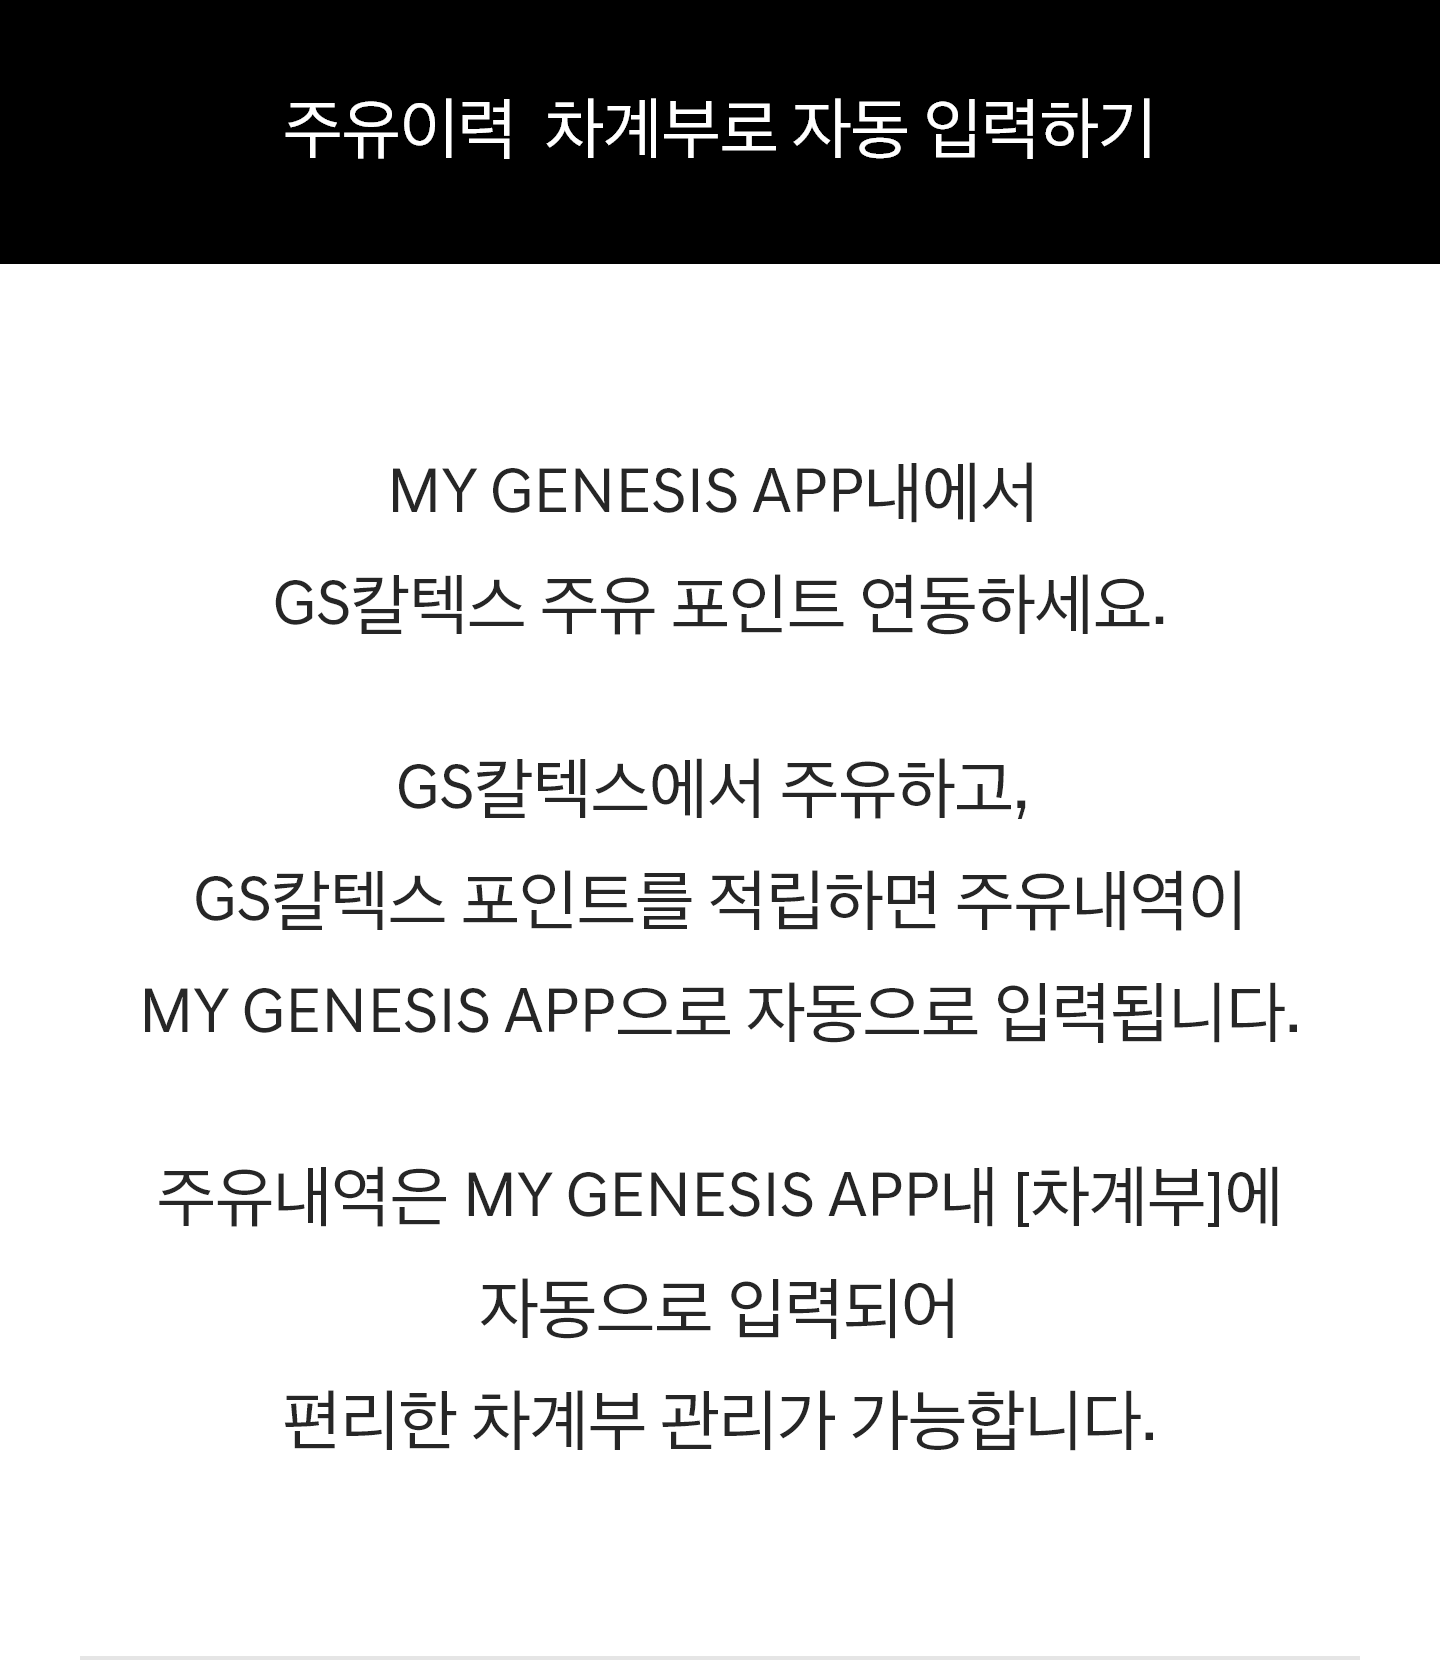 주유이력  차계부로 자동 입력하기
MY GENESIS APP내에서
GS칼텍스 주유 포인트 연동하세요.
GS칼텍스에서 주유하고,
GS칼텍스 포인트를 적립하면 주유내역이
MY GENESIS APP으로 자동으로 입력됩니다.
주유내역은 MY GENESIS APP내 [차계부]에
자동으로 입력되어
편리한 차계부 관리가 가능합니다.